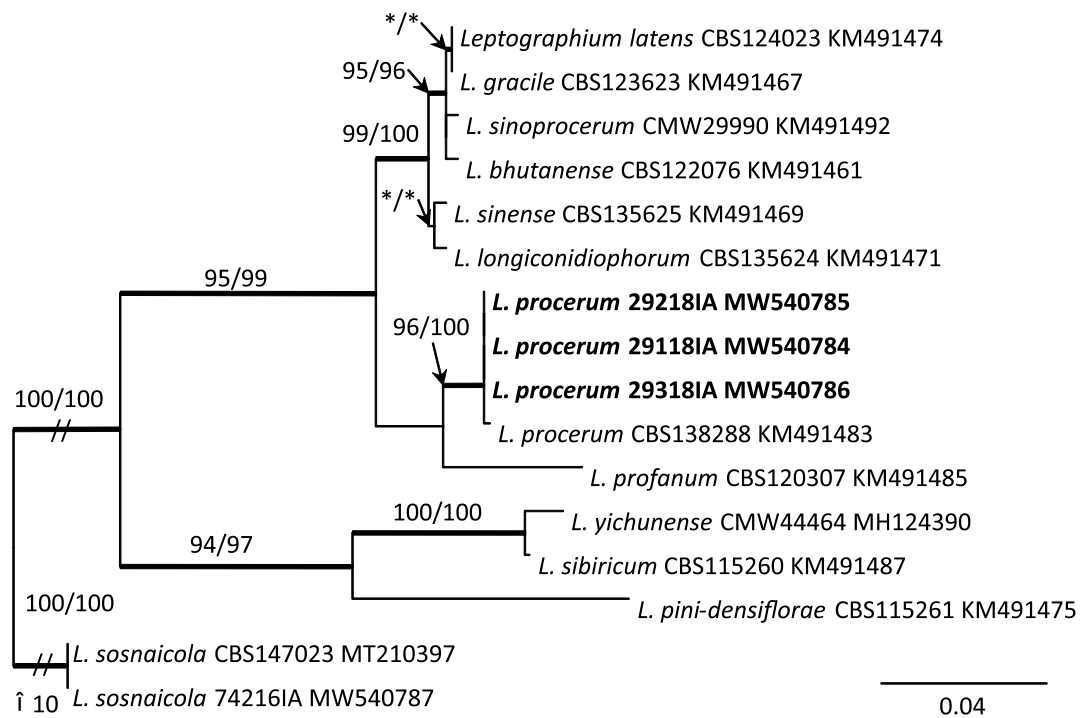 */*
Leptographium latens CBS124023 KM491474
95/96
L. gracile CBS123623 KM491467
99/100
L. sinoprocerum CMW29990 KM491492
L. bhutanense CBS122076 KM491461
*/*
L. sinense CBS135625 KM491469
L. longiconidiophorum CBS135624 KM491471
95/99
L. procerum 29218IA MW540785
96/100
L. procerum 29118IA MW540784
L. procerum 29318IA MW540786
100/100
L. procerum CBS138288 KM491483
L. profanum CBS120307 KM491485
100/100
L. yichunense CMW44464 MH124390
94/97
L. sibiricum CBS115260 KM491487
100/100
L. pini-densiflorae CBS115261 KM491475
L. sosnaicola CBS147023 MT210397
L. sosnaicola 74216IA MW540787
î 10
0.04